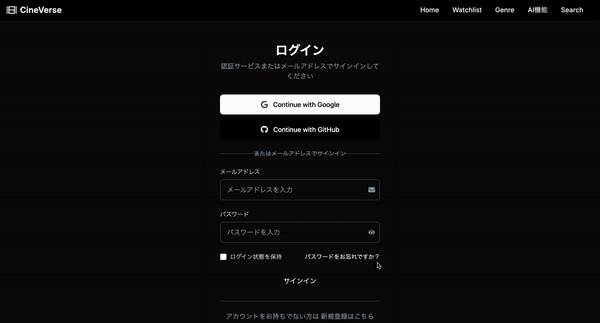 CineVerse
Home Watchlist Genre AI機能 Search
ログイン
認証サービスまたはメールアドレスでサインインして
ください
Continue with Google
Continue with GitHub
またはメールアドレスでサインイン
メールアドレス
メールアドレスを入力
パスワード
パスワードを入力
ログイン状態を保持 パスワードをお忘れですか？
サインイン
アカウントをお持ちでない方は 新規登録はこちら